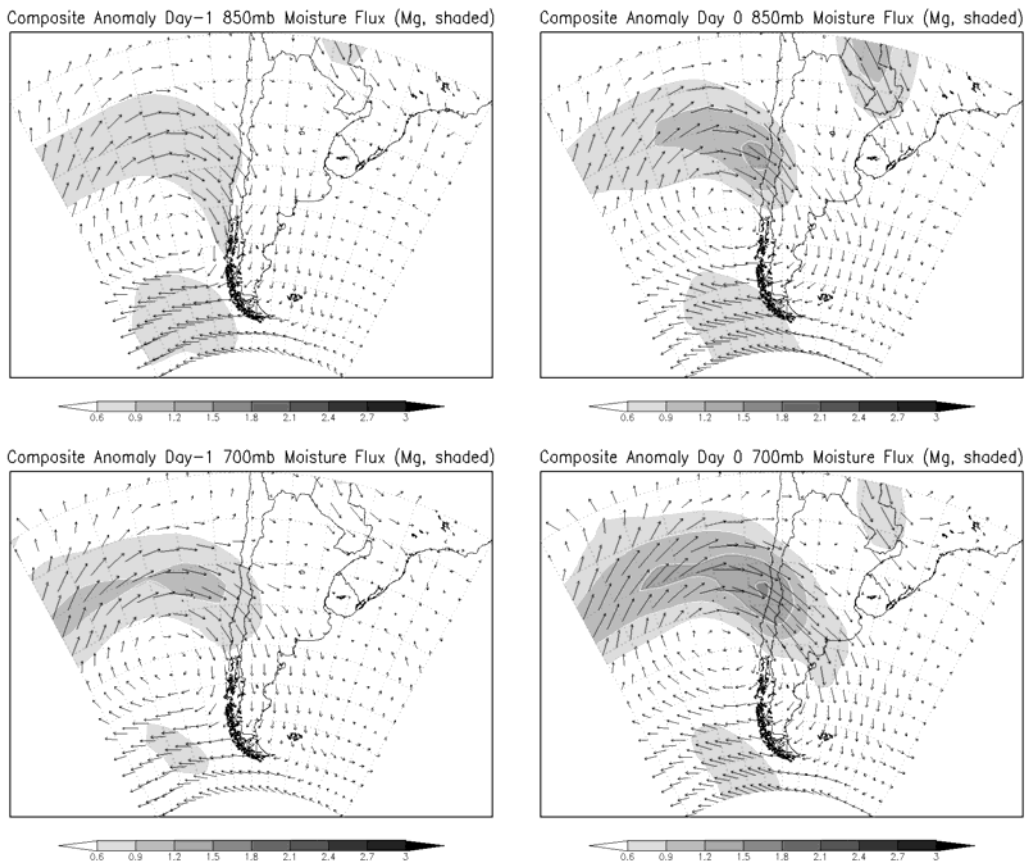 Composite Anomaly Day-1 850mb Moisture Flux (Mg, shaded)
Composite Anomaly Day 0 850mb Moisture Flux (Mg, shaded)
0.6 0.9 1.2 1.5 1.8 2.1 2.4 2.7 3
0.6 0.9 1.2 1.5 1.8 2.1 2.4 2.7 3
Composite Anomaly Day-1 700mb Moisture Flux (Mg, shaded)
Composite Anomaly Day 0 700mb Moisture Flux (Mg, shaded)
0.6 0.9 1.2 1.5 1.8 2.1 2.4 2.7 3
0.6 0.9 1.2 1.5 1.8 2.1 2.4 2.7 3